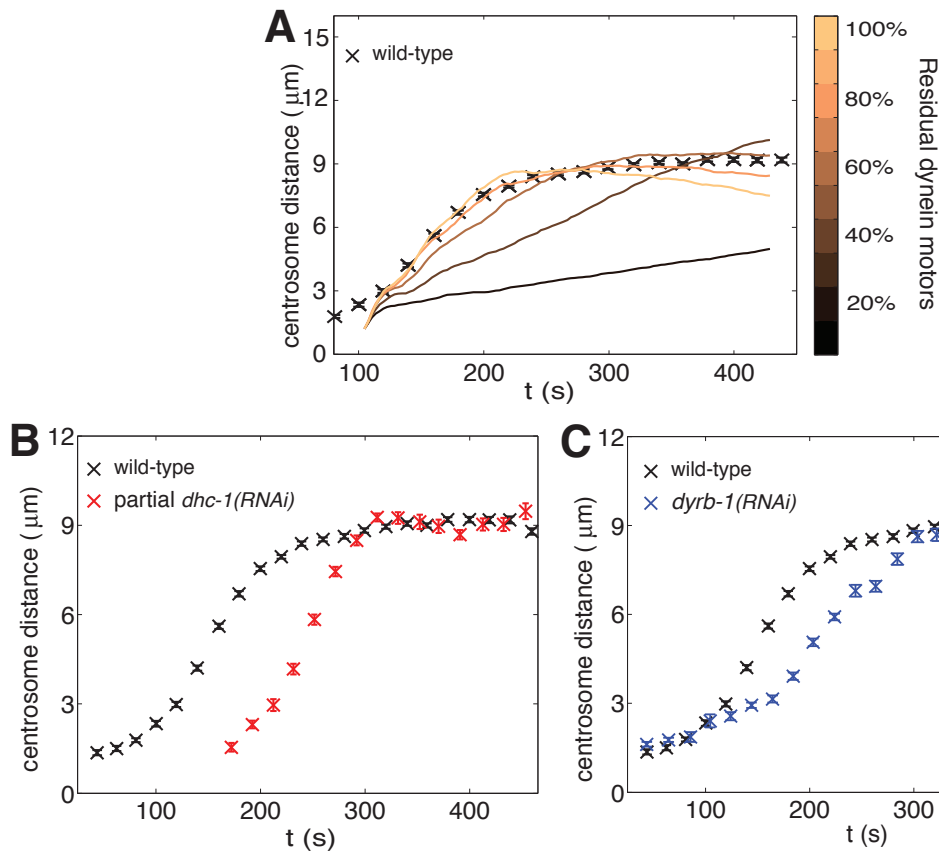 A
wild-type
centrosome distance ( μm)
15
12
9
6
3
0
100
200
300
400
t (s)
100%
80%
60%
40%
20%
Residual dynein motors
B
wild-type
partial dhc-1(RNAi)
centrosome distance ( μm)
12
9
6
3
0
100
200
300
400
t (s)
C
wild-type
dyrb-1(RNAi)
centrosome distance ( μm)
12
9
6
3
0
100
200
300
t (s)